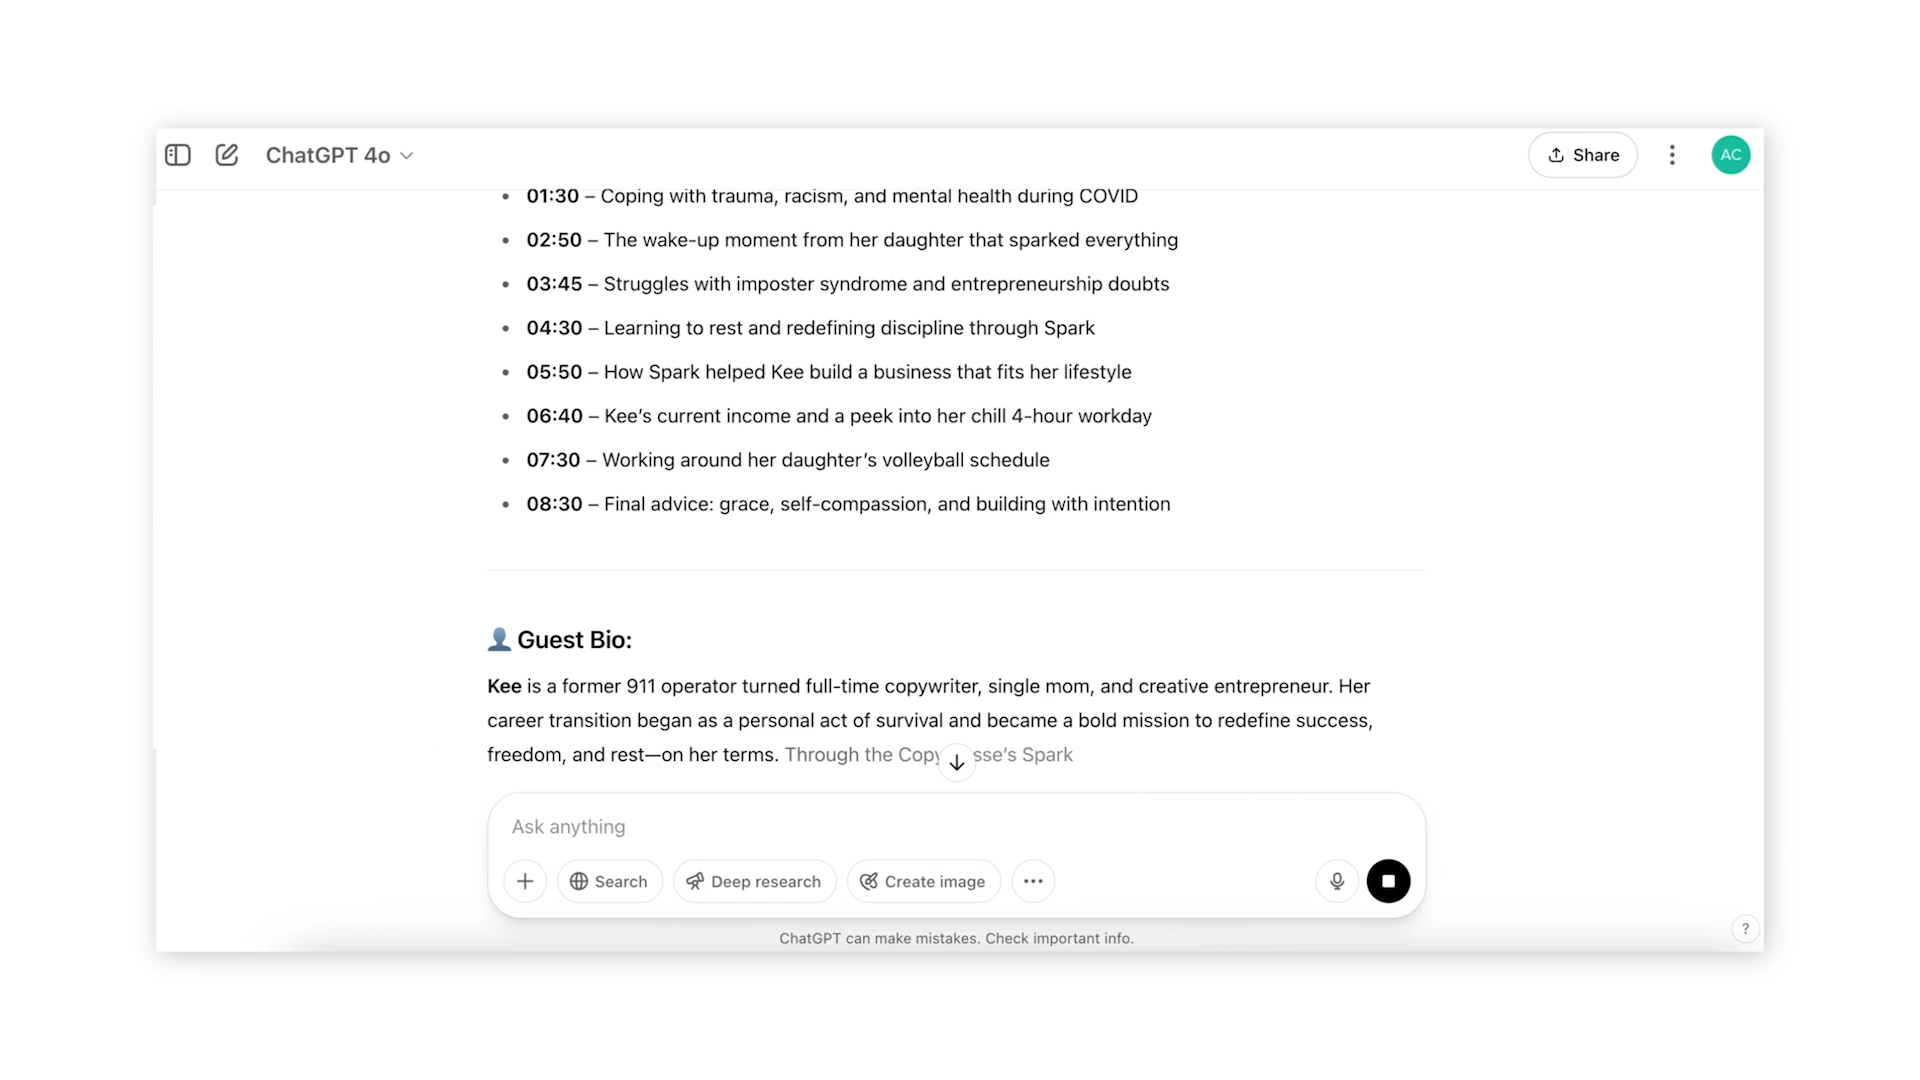 ChatGPT 4o
Share
AC
01:30 – Coping with trauma, racism, and mental health during COVID
02:50 – The wake-up moment from her daughter that sparked everything
03:45 – Struggles with imposter syndrome and entrepreneurship doubts
04:30 – Learning to rest and redefining discipline through Spark
05:50 – How Spark helped Kee build a business that fits her lifestyle
06:40 – Kee’s current income and a peek into her chill 4-hour workday
07:30 – Working around her daughter’s volleyball schedule
08:30 – Final advice: grace, self-compassion, and building with intention
Guest Bio:
Kee is a former 911 operator turned full-time copywriter, single mom, and creative entrepreneur. Her
career transition began as a personal act of survival and became a bold mission to redefine success,
freedom, and rest—on her terms. Through the Spark
Ask anything
Search
Deep research
Create image
ChatGPT can make mistakes. Check important info.
?